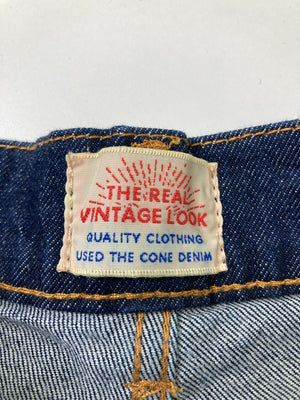 THE REAL
VINTAGE LOOK
QUALITY CLOTHING
USED THE CONE DENIM